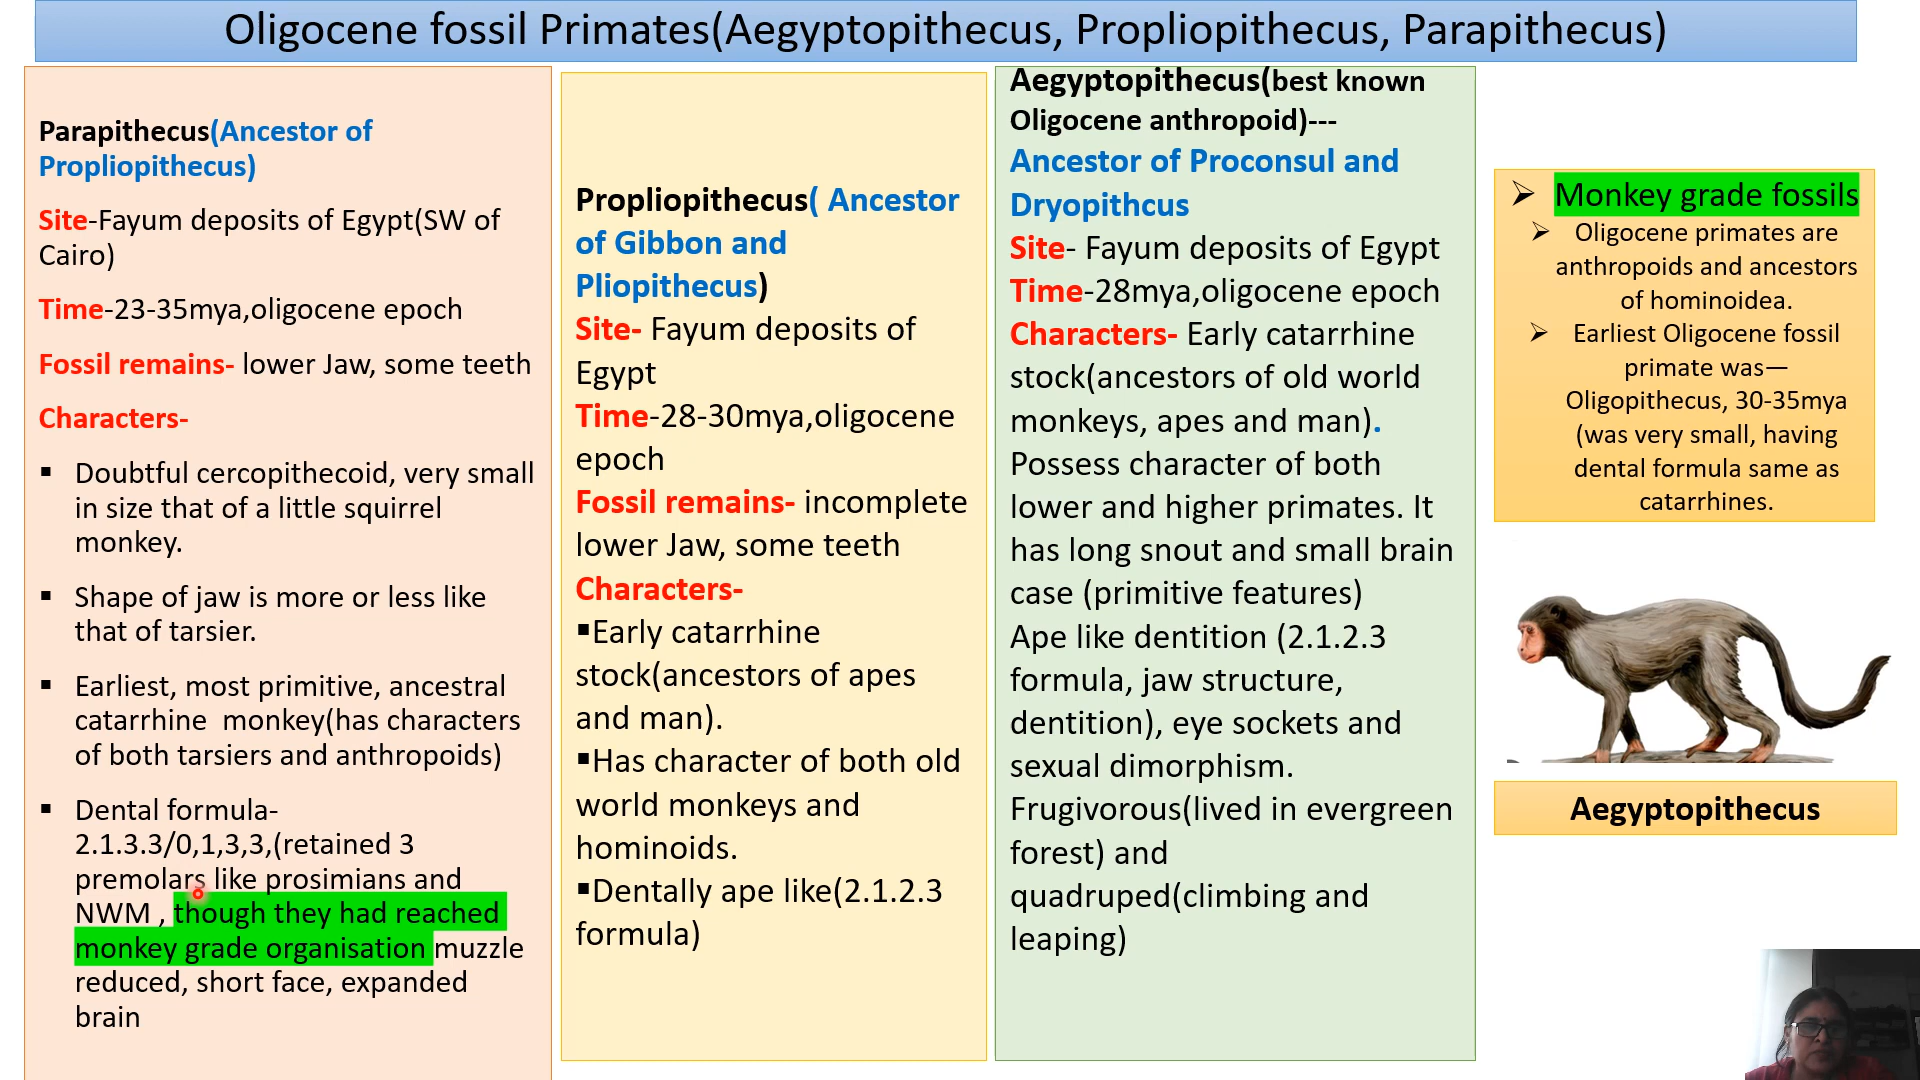 Oligocene fossil Primates(Aegyptopithecus, Propliopithecus, Parapithecus)
Parapithecus(Ancestor of
Propliopithecus)
Site-Fayum deposits of Egypt(SW of
Cairo)
Time-23-35mya,oligocene epoch
Fossil remains- lower Jaw, some teeth
Characters-
▪ Doubtful cercopithecoid, very small
in size that of a little squirrel
monkey.
▪ Shape of jaw is more or less like
that of tarsier.
▪ Earliest, most primitive, ancestral
catarrhine monkey(has characters
of both tarsiers and anthropoids)
▪ Dental formula-
2.1.3.3/0,1,3,3,(retained 3
premolars like prosimians and
NWM , though they had reached
monkey grade organisation muzzle
reduced, short face, expanded
brain
Propliopithecus( Ancestor
of Gibbon and
Pliopithecus)
Site- Fayum deposits of
Egypt
Time-28-30mya,oligocene
epoch
Fossil remains- incomplete
lower Jaw, some teeth
Characters-
▪Early catarrhine
stock(ancestors of apes
and man).
▪Has character of both old
world monkeys and
hominoids.
▪Dentally ape like(2.1.2.3
formula)
Aegyptopithecus(best known
Oligocene anthropoid)---
Ancestor of Proconsul and
Dryopithcus
Site- Fayum deposits of Egypt
Time-28mya,oligocene epoch
Characters- Early catarrhine
stock(ancestors of old world
monkeys, apes and man).
Possess character of both
lower and higher primates. It
has long snout and small brain
case (primitive features)
Ape like dentition (2.1.2.3
formula, jaw structure,
dentition), eye sockets and
sexual dimorphism.
Frugivorous(lived in evergreen
forest) and
quadruped(climbing and
leaping)
➢ Monkey grade fossils
➢ Oligocene primates are
anthropoids and ancestors
of hominoidea.
➢ Earliest Oligocene fossil
primate was—
Oligopithecus, 30-35mya
(was very small, having
dental formula same as
catarrhines.
Aegyptopithecus